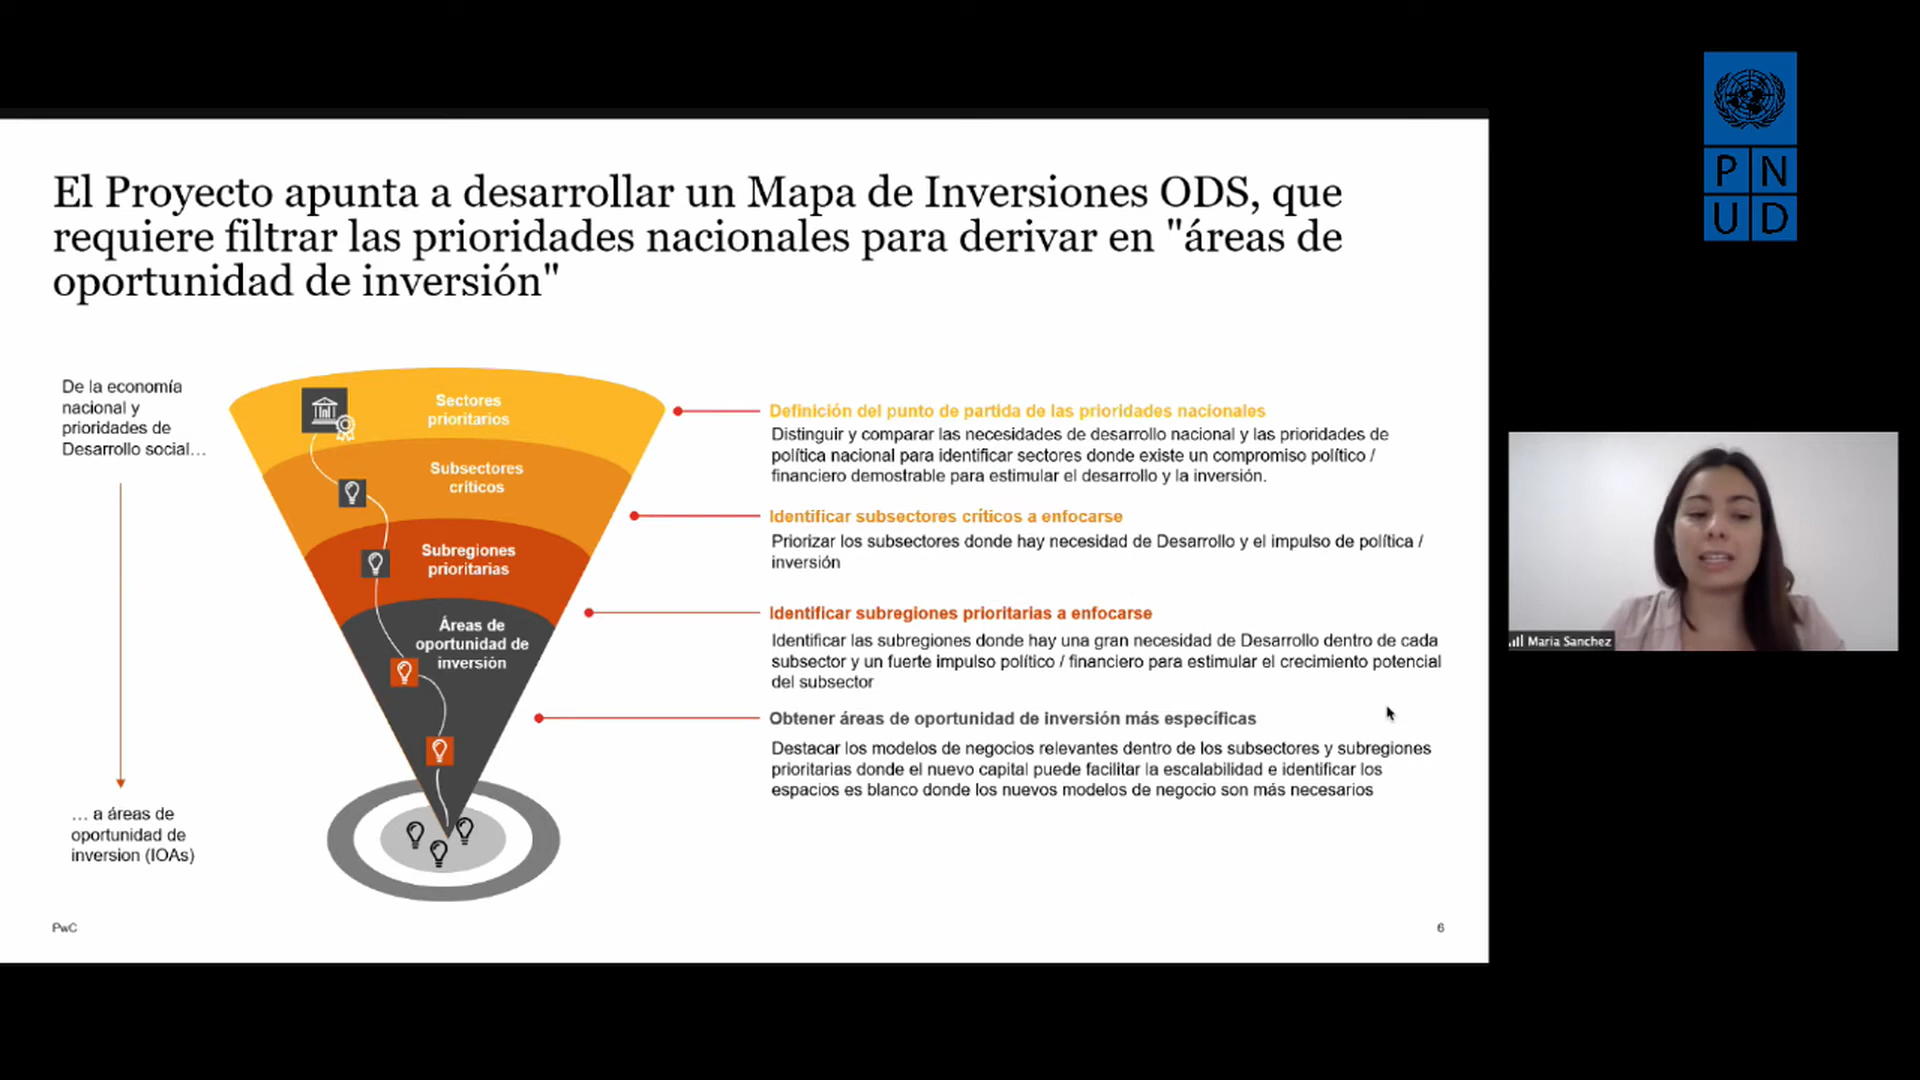 El Proyecto apunta a desarrollar un Mapa de Inversiones ODS, que
requiere filtrar las prioridades nacionales para derivar en "áreas de
oportunidad de inversión"
De la economía
nacional y
prioridades de
Desarrollo social...
... a áreas de
oportunidad de
inversion (IOAs)
Sectores
prioritarios
Subsectores
críticos
Subregiones
prioritarias
Áreas de
oportunidad de
inversión
Definición del punto de partida de las prioridades nacionales
Distinguir y comparar las necesidades de desarrollo nacional y las prioridades de
política nacional para identificar sectores donde existe un compromiso político /
financiero demostrable para estimular el desarrollo y la inversión.
Identificar subsectores críticos a enfocarse
Priorizar los subsectores donde hay necesidad de Desarrollo y el impulso de política /
inversión
Identificar subregiones prioritarias a enfocarse
Identificar las subregiones donde hay una gran necesidad de Desarrollo dentro de cada
subsector y un fuerte impulso político / financiero para estimular el crecimiento potencial
del subsector
Obtener áreas de oportunidad de inversión más específicas
Destacar los modelos de negocios relevantes dentro de los subsectores y subregiones
prioritarias donde el nuevo capital puede facilitar la escalabilidad e identificar los
espacios es blanco donde los nuevos modelos de negocio son más necesarios
PwC
6
P N
U D
Maria Sanchez